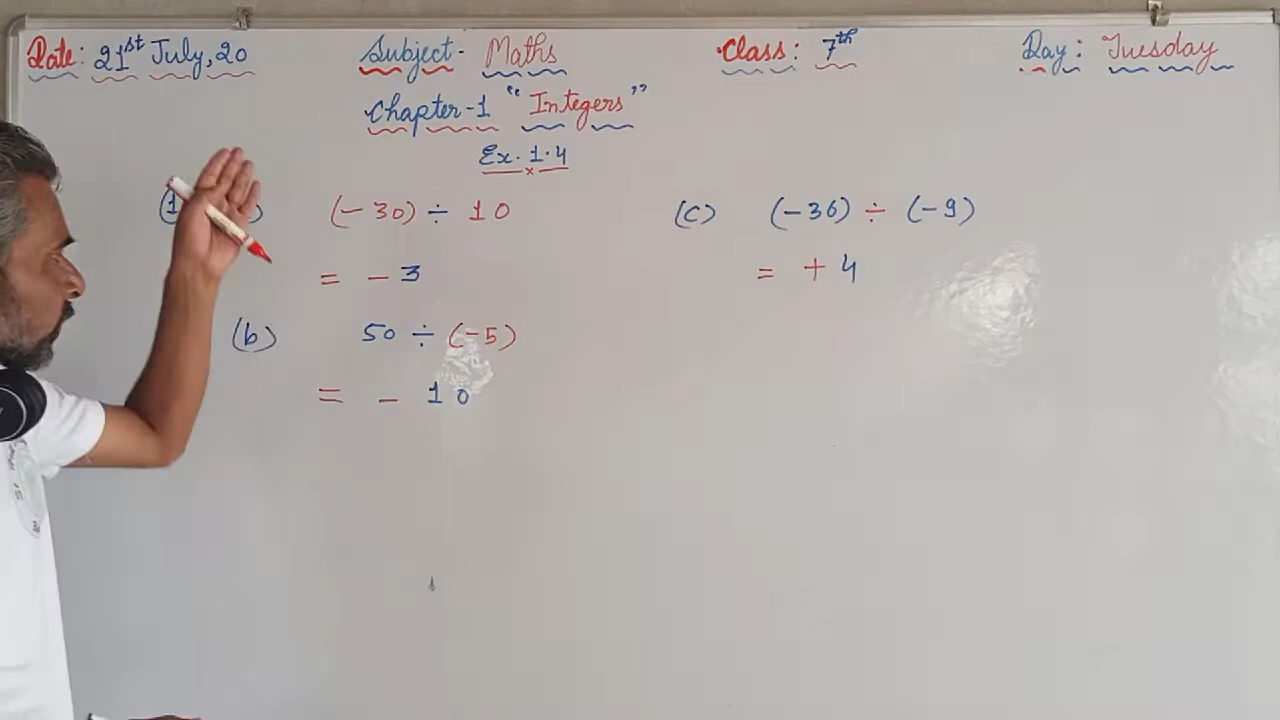 Date: 21st July, 20 Subject- Maths Class: 7th Day: Tuesday
Chapter-1 "Integers"
Ex. 1.4
(-30) ÷ 10
= -3
(b) 50 ÷ (-5)
= - 10
(c) (-36) ÷ (-9)
= + 4